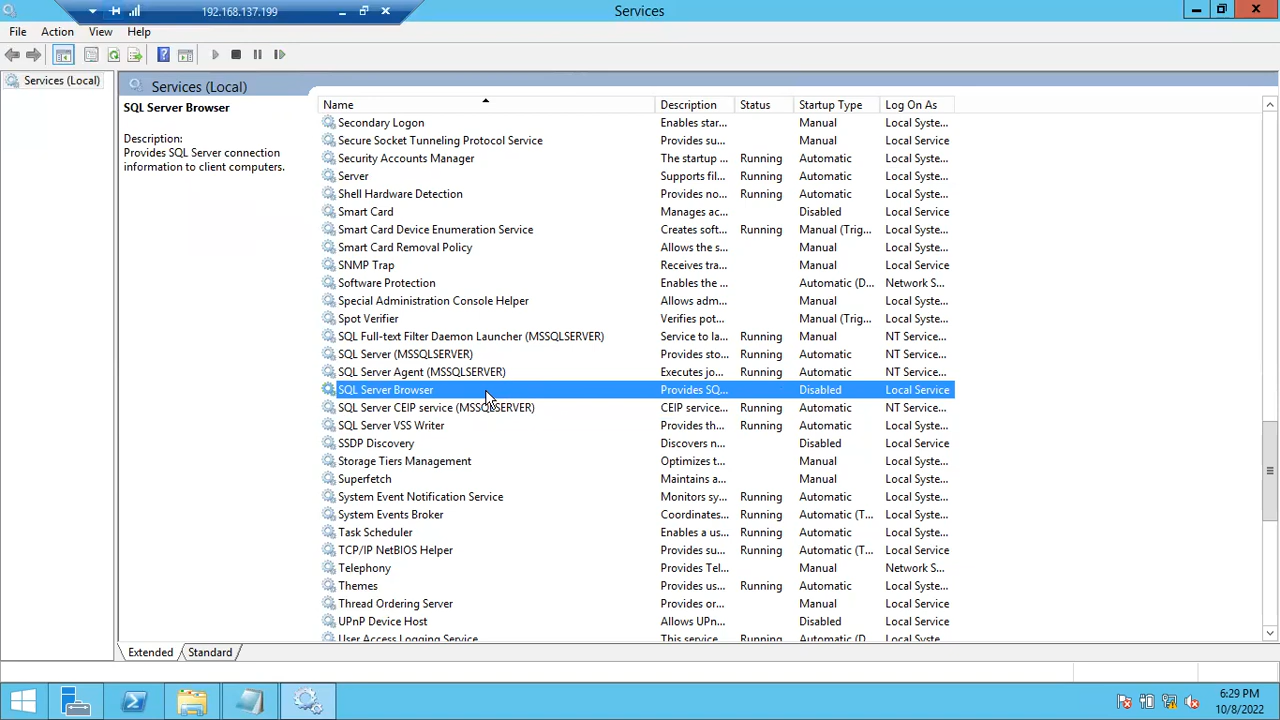 192.168.137.199
Services
File Action View Help
Services (Local)
Services (Local)
SQL Server Browser
Description:
Provides SQL Server connection
information to client computers.
Name Description Status Startup Type Log On As
Secondary Logon Enables star... Manual Local Syste...
Secure Socket Tunneling Protocol Service Provides su... Manual Local Service
Security Accounts Manager The startup ... Running Automatic Local Syste...
Server Supports fil... Running Automatic Local Syste...
Shell Hardware Detection Provides no... Running Automatic Local Syste...
Smart Card Manages ac... Disabled Local Service
Smart Card Device Enumeration Service Creates soft... Running Manual (Trig... Local Syste...
Smart Card Removal Policy Allows the s... Manual Local Syste...
SNMP Trap Receives tra... Manual Local Service
Software Protection Enables the ... Automatic (D... Network S...
Special Administration Console Helper Allows adm... Manual Local Syste...
Spot Verifier Verifies pot... Manual (Trig... Local Syste...
SQL Full-text Filter Daemon Launcher (MSSQLSERVER) Service to la... Running Manual NT Service...
SQL Server (MSSQLSERVER) Provides sto... Running Automatic NT Service...
SQL Server Agent (MSSQLSERVER) Executes jo... Running Automatic NT Service...
SQL Server Browser Provides SQ... Disabled Local Service
SQL Server CEIP service (MSSQLSERVER) CEIP service... Running Automatic NT Service...
SQL Server VSS Writer Provides th... Running Automatic Local Syste...
SSDP Discovery Discovers n... Disabled Local Service
Storage Tiers Management Optimizes t... Manual Local Syste...
Superfetch Maintains a... Manual Local Syste...
System Event Notification Service Monitors sy... Running Automatic Local Syste...
System Events Broker Coordinates... Running Automatic (T... Local Syste...
Task Scheduler Enables a us... Running Automatic Local Syste...
TCP/IP NetBIOS Helper Provides su... Running Automatic (T... Local Service
Telephony Provides Tel... Manual Network S...
Themes Provides us... Running Automatic Local Syste...
Thread Ordering Server Provides or... Manual Local Service
UPnP Device Host Allows UPn... Disabled Local Service
User Access Logging Service This service ... Running Automatic (D... Local Syste...
Extended Standard
6:29 PM
10/8/2022